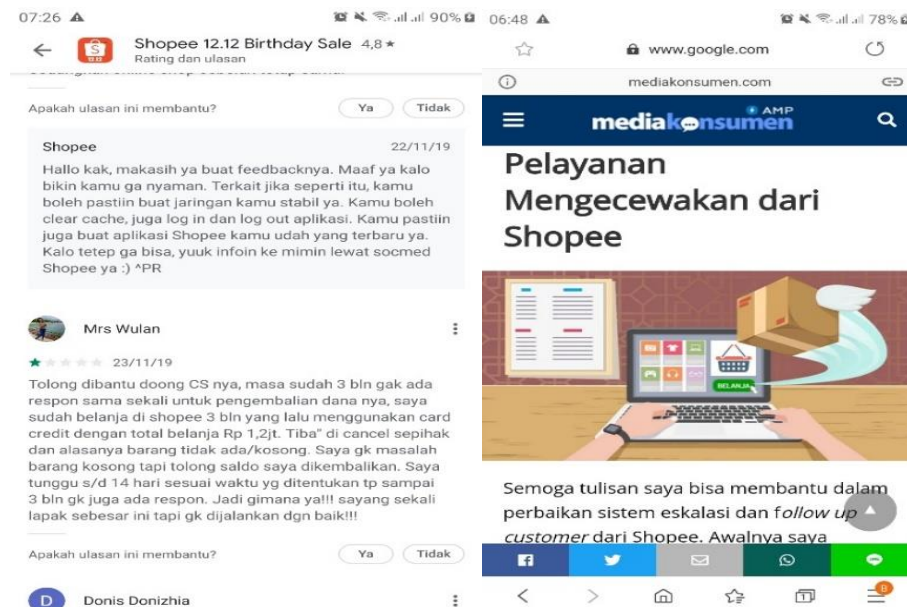 07:26
90%
Shopee 12.12 Birthday Sale 4,8★
Rating dan ulasan
Apakah ulasan ini membantu?
Ya
Tidak
Shopee
22/11/19
Hallo kak, makasih ya buat feedbacknya. Maaf ya kalo
bikin kamu ga nyaman. Terkait jika seperti itu, kamu
boleh pastiin buat jaringan kamu stabil ya. Kamu boleh
clear cache, juga log in dan log out aplikasi. Kamu pastiin
juga buat aplikasi Shopee kamu udah yang terbaru ya.
Kalo tetep ga bisa, yuuk infoin ke mimin lewat socmed
Shopee ya :) ^PR
Mrs Wulan
23/11/19
Tolong dibantu doong CS nya, masa sudah 3 bln gak ada
respon sama sekali untuk pengembalian dana nya, saya
sudah belanja di shopee 3 bln yang lalu menggunakan card
credit dengan total belanja Rp 1,2jt. Tiba" di cancel sepihak
dan alasanya barang tidak ada/kosong. Saya gk masalah
barang kosong tapi tolong saldo saya dikembalikan. Saya
tunggu s/d 14 hari sesuai waktu yg ditentukan tp sampai
3 bln gk juga ada respon. Jadi gimana ya!!! sayang sekali
lapak sebesar ini tapi gk dijalankan dgn baik!!!
Apakah ulasan ini membantu?
Ya
Tidak
D
Donis Donizhia
06:48
78%
www.google.com
mediakonsumen.com
mediakonsumen AMP
Pelayanan
Mengecewakan dari
Shopee
BELANJA
Semoga tulisan saya bisa membantu dalam
perbaikan sistem eskalasi dan follow up
customer dari Shopee. Awalnya saya